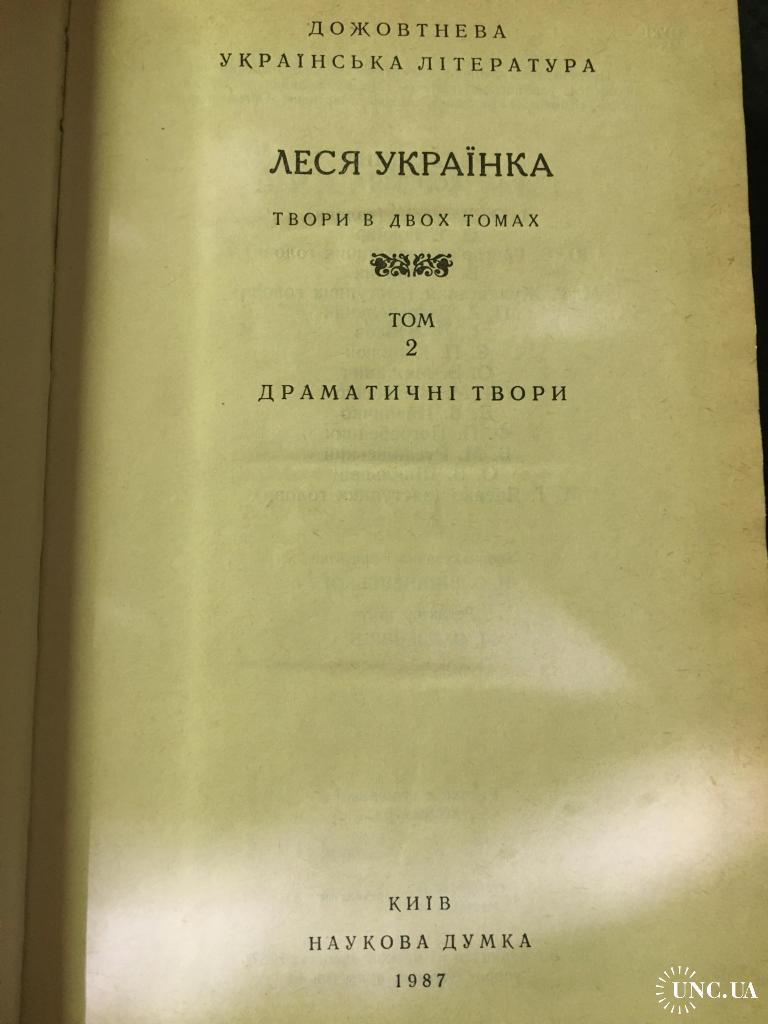 ДОЖОВТНЕВА
УКРАЇНСЬКА ЛІТЕРАТУРА
ЛЕСЯ УКРАЇНКА
ТВОРИ В ДВОХ ТОМАХ
ТОМ
2
ДРАМАТИЧНІ ТВОРИ
КИЇВ
НАУКОВА ДУМКА
1987
UNC.UA